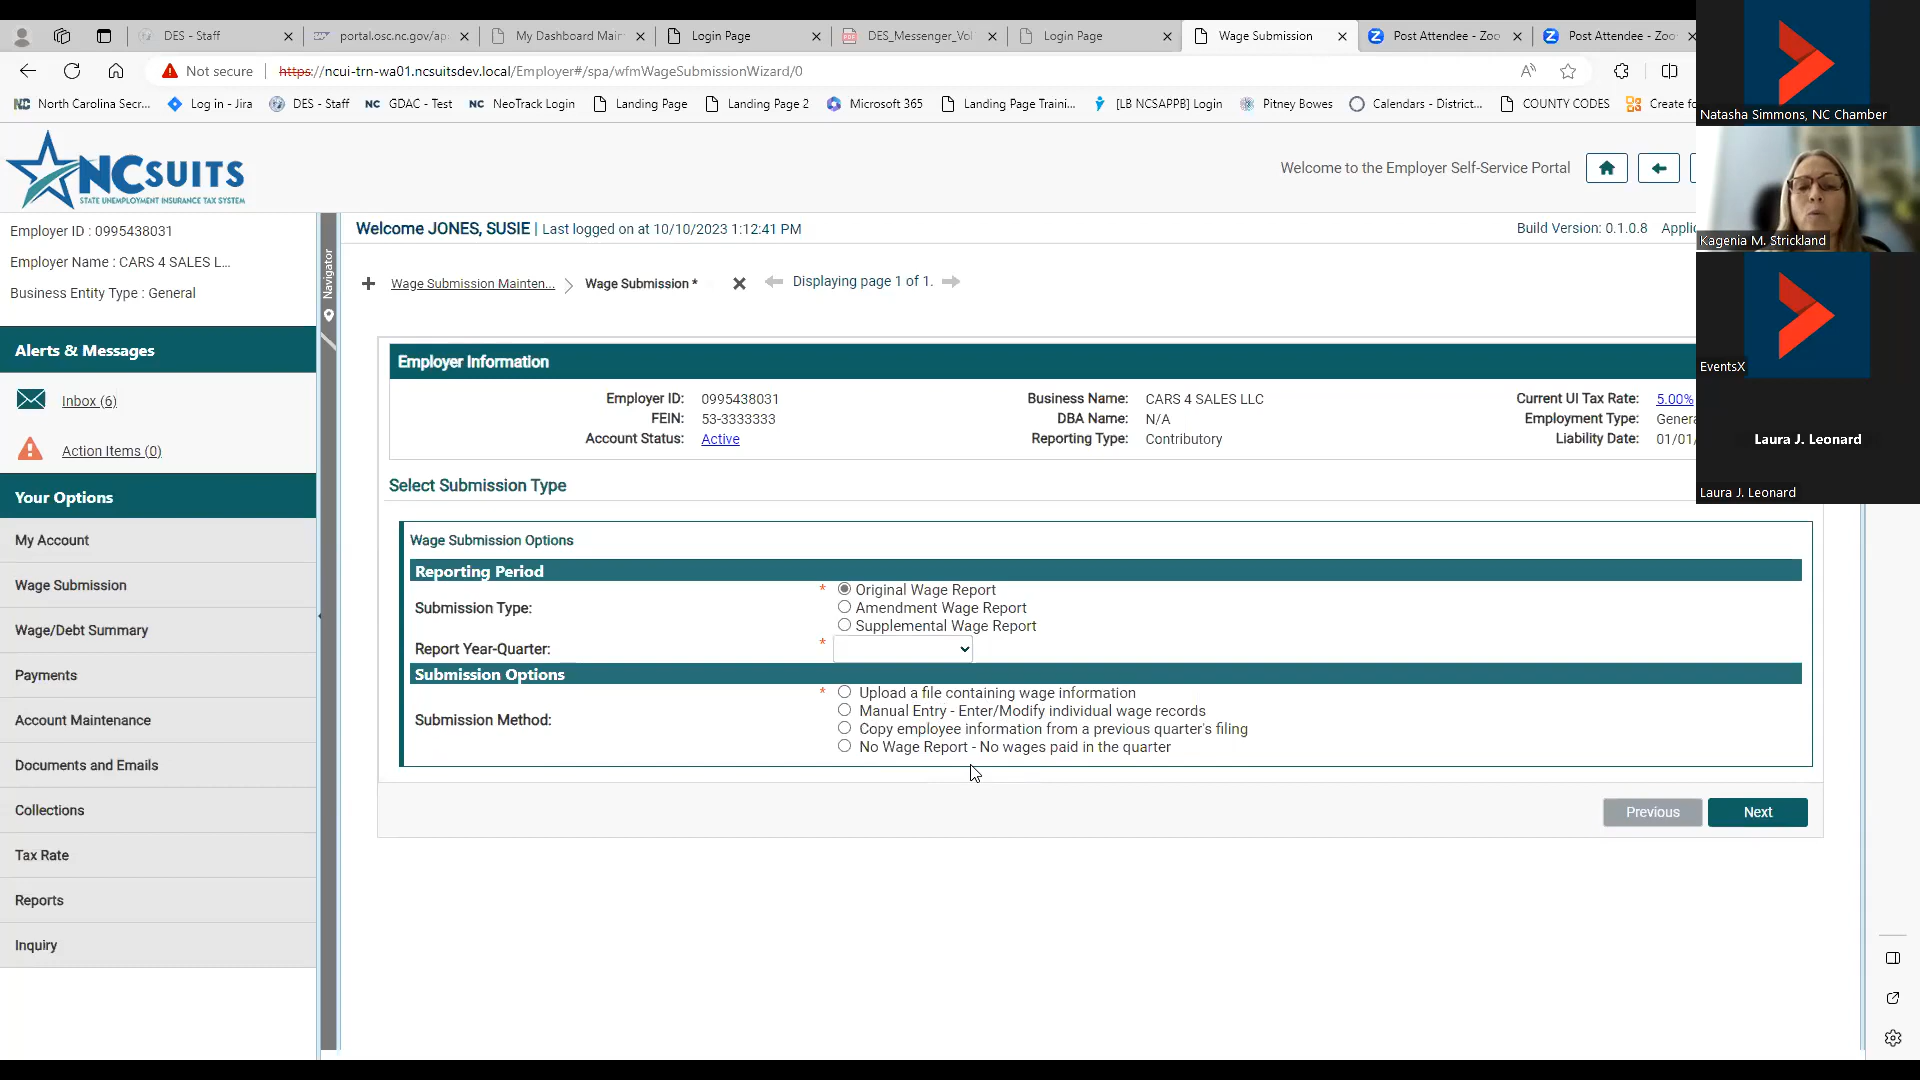 DES - Staff
portal.osc.nc.gov/ap
My Dashboard Main
Login Page
DES_Messenger_Vol
Login Page
Wage Submission
Post Attendee - Zoo
Post Attendee - Zoo
Not secure
https://ncui-trn-wa01.ncsuitsdev.local/Employer#/spa/wfmWageSubmissionWizard/0
North Carolina Secr...
Log in - Jira
DES - Staff
NC GDAC - Test
NC NeoTrack Login
Landing Page
Landing Page 2
Microsoft 365
Landing Page Traini...
[LB NCSAPPB] Login
Pitney Bowes
Calendars - District...
COUNTY CODES
Create fo
Natasha Simmons, NC Chamber
Kagenia M. Strickland
EventsX
Laura J. Leonard
Laura J. Leonard
NCSUITS
STATE UNEMPLOYMENT INSURANCE TAX SYSTEM
Welcome to the Employer Self-Service Portal
Employer ID : 0995438031
Employer Name : CARS 4 SALES L...
Business Entity Type : General
Alerts & Messages
Inbox (6)
Action Items (0)
Your Options
My Account
Wage Submission
Wage/Debt Summary
Payments
Account Maintenance
Documents and Emails
Collections
Tax Rate
Reports
Inquiry
Navigator
Welcome JONES, SUSIE | Last logged on at 10/10/2023 1:12:41 PM
Build Version: 0.1.0.8 Applic
Wage Submission Mainten...
Wage Submission *
Displaying page 1 of 1.
Employer Information
Employer ID: 0995438031
FEIN: 53-3333333
Account Status: Active
Business Name: CARS 4 SALES LLC
DBA Name: N/A
Reporting Type: Contributory
Current UI Tax Rate: 5.00%
Employment Type: Genera
Liability Date: 01/01/
Select Submission Type
Wage Submission Options
Reporting Period
Submission Type:
* Original Wage Report
Amendment Wage Report
Supplemental Wage Report
Report Year-Quarter: *
Submission Options
Submission Method:
* Upload a file containing wage information
Manual Entry - Enter/Modify individual wage records
Copy employee information from a previous quarter's filing
No Wage Report - No wages paid in the quarter
Previous
Next